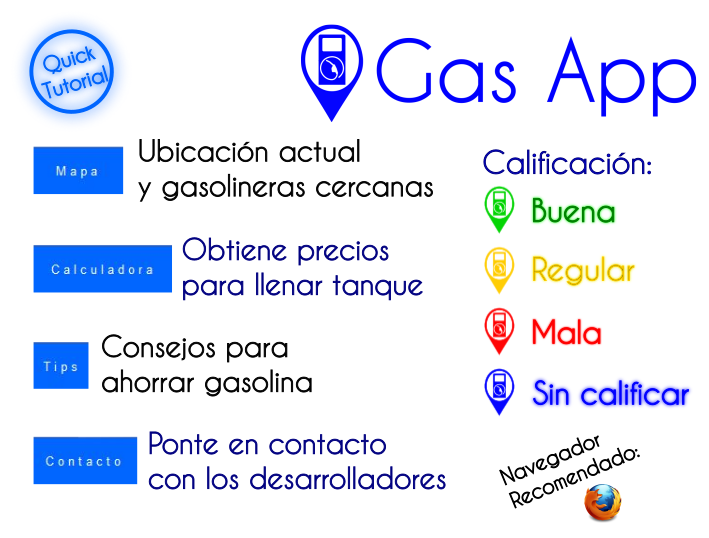 Quick
Tutorial
Gas App
Mapa
Ubicación actual
y gasolineras cercanas
Calculadora
Obtiene precios
para llenar tanque
Tips
Consejos para
ahorrar gasolina
Contacto
Ponte en contacto
con los desarrolladores
Calificación:
Buena
Regular
Mala
Sin calificar
Navegador
Recomendado: